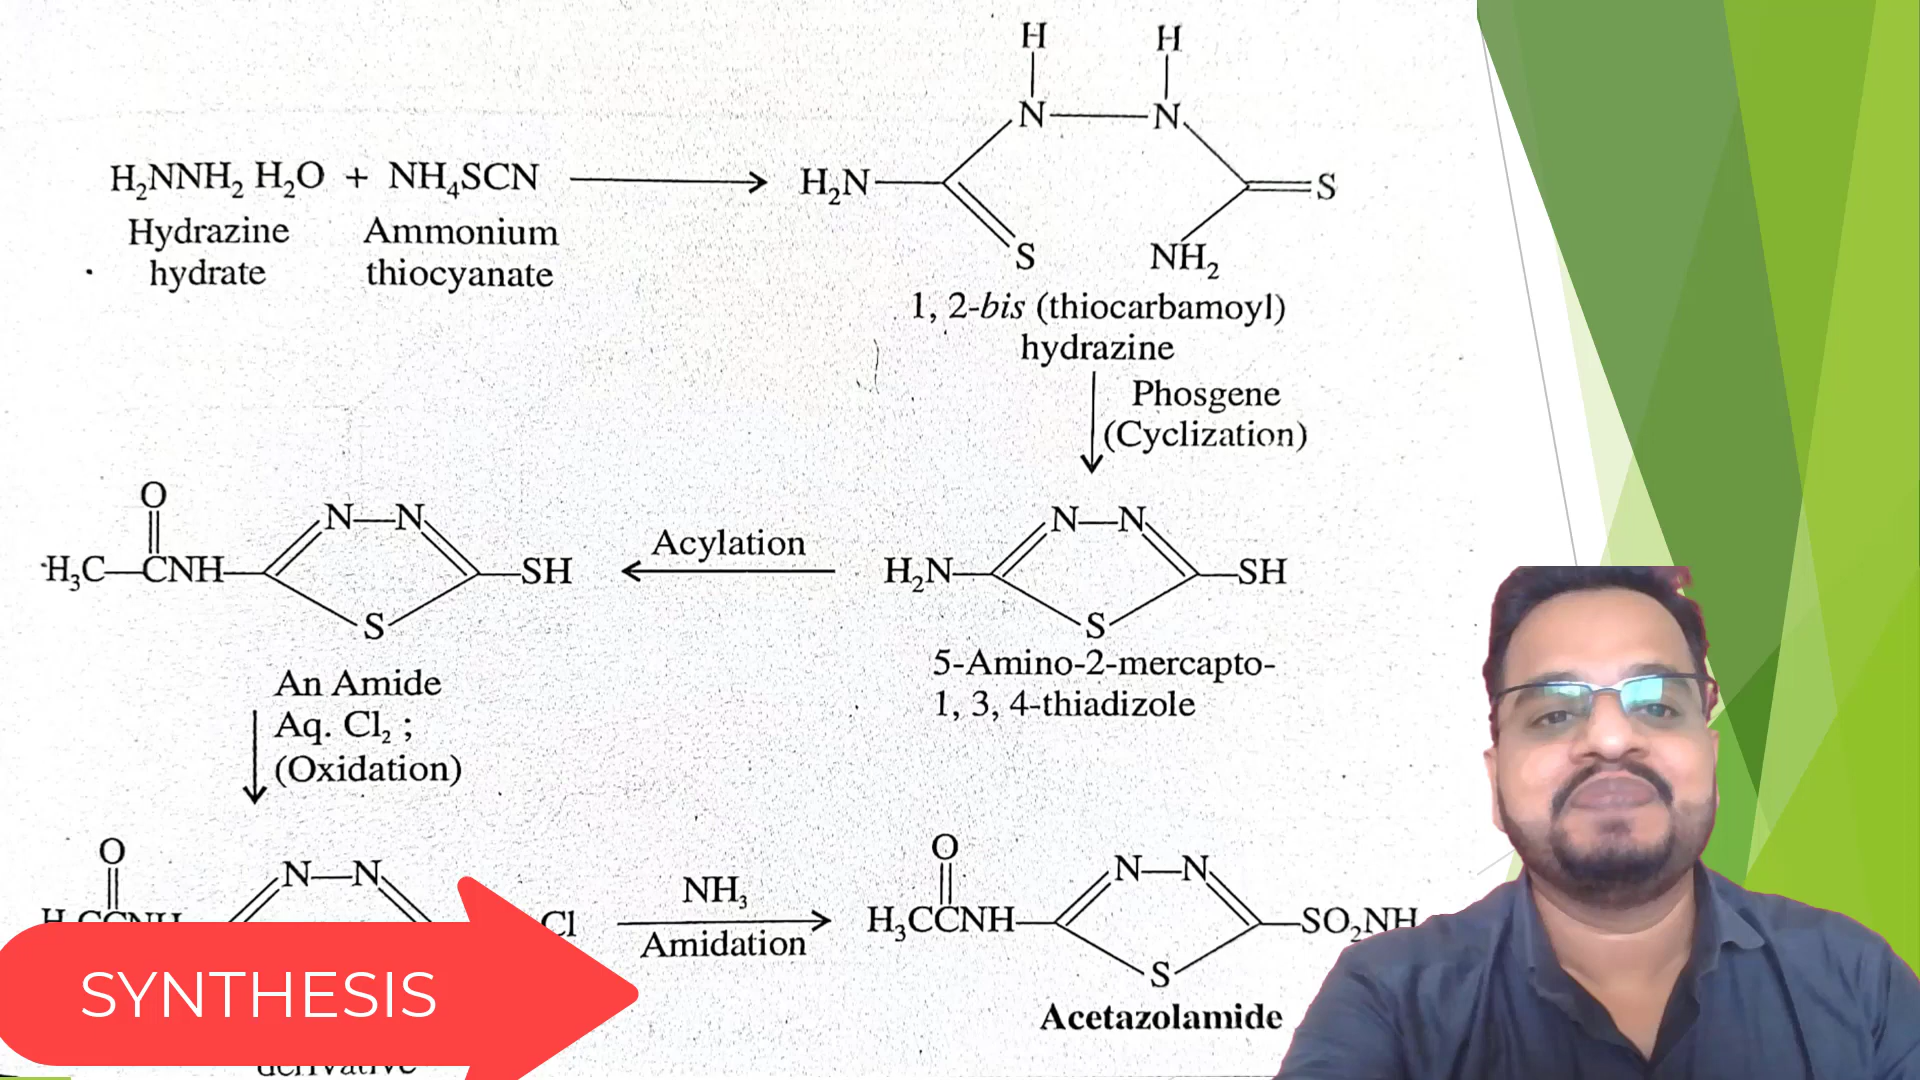 H
H
N—N
H₂NNH₂ H₂O + NH₄SCN
H₂N
S
Hydrazine hydrate
Ammonium thiocyanate
S
NH₂
1, 2-bis (thiocarbamoyl)
hydrazine
Phosgene
(Cyclization)
O
N—N
H₃C—CNH
SH
S
Acylation
N—N
H₂N
SH
S
5-Amino-2-mercapto-
1, 3, 4-thiadizole
An Amide
Aq. Cl₂ ;
(Oxidation)
O
N—N
Cl
NH₃
Amidation
O
N—N
H₃CCNH
SO₂NH
S
Acetazolamide
SYNTHESIS
derivative